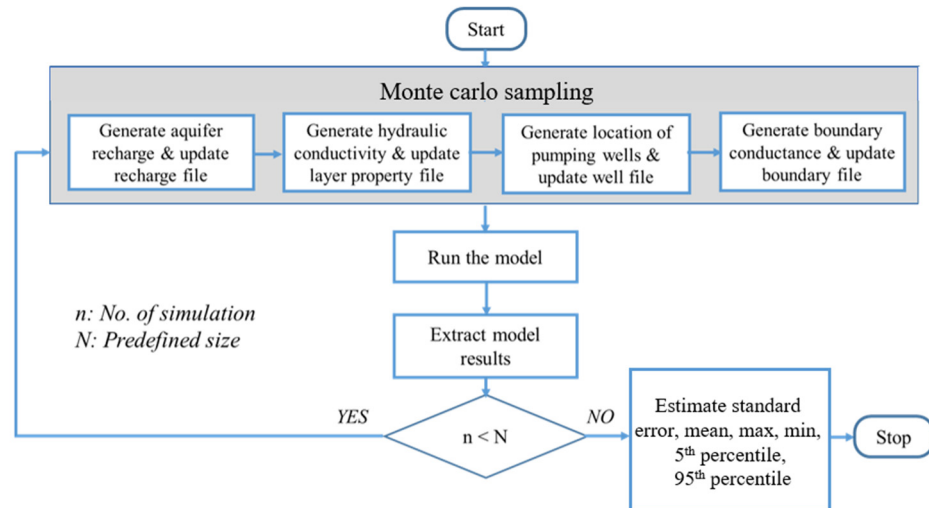 Start
Monte carlo sampling
Generate aquifer
recharge & update
recharge file
Generate hydraulic
conductivity & update
layer property file
Generate location of
pumping wells &
update well file
Generate boundary
conductance & update
boundary file
Run the model
n: No. of simulation
N: Predefined size
Extract model
results
YES
n < N
NO
Estimate standard
error, mean, max, min,
5th percentile,
95th percentile
Stop